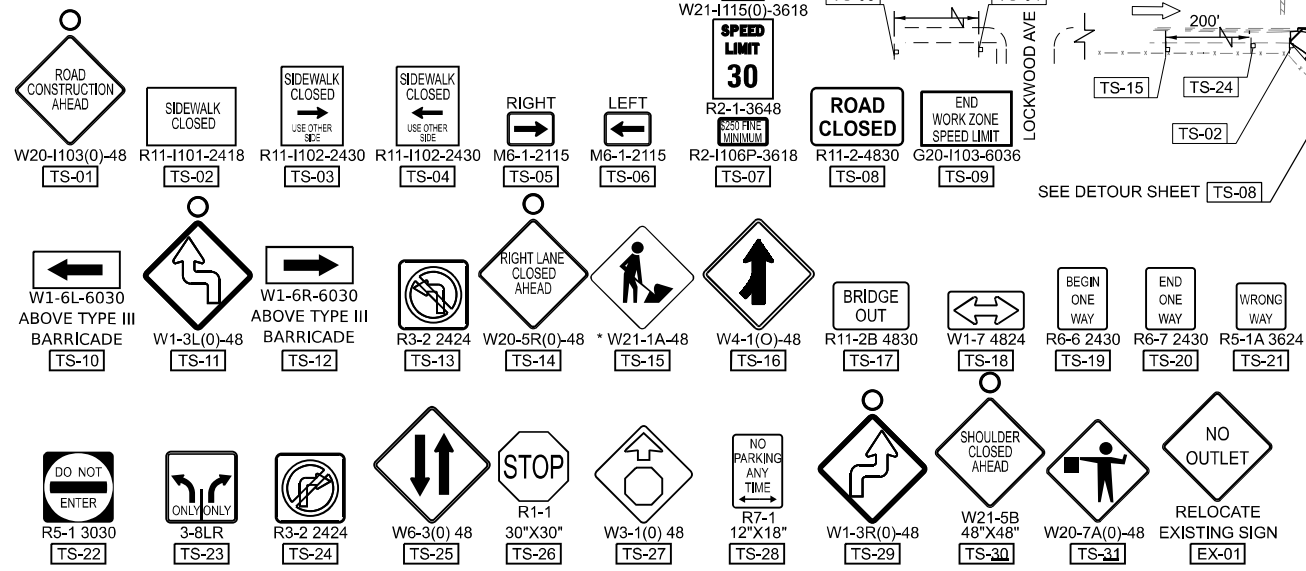 W21-I115(0)-3618
SPEED
LIMIT
30
R2-1-3648
$250 FINE
MINIMUM
R2-I106P-3618
TS-07
ROAD
CONSTRUCTION
AHEAD
W20-I103(0)-48
TS-01
SIDEWALK
CLOSED
R11-I101-2418
TS-02
SIDEWALK
CLOSED
USE OTHER
SIDE
R11-I102-2430
TS-03
SIDEWALK
CLOSED
USE OTHER
SIDE
R11-I102-2430
TS-04
RIGHT
M6-1-2115
TS-05
LEFT
M6-1-2115
TS-06
ROAD
CLOSED
R11-2-4830
TS-08
END
WORK ZONE
SPEED LIMIT
G20-I103-6036
TS-09
LOCKWOOD AVE
200'
TS-15
TS-24
TS-02
SEE DETOUR SHEET TS-08
W1-6L-6030
ABOVE TYPE III
BARRICADE
TS-10
W1-3L(0)-48
TS-11
W1-6R-6030
ABOVE TYPE III
BARRICADE
TS-12
R3-2 2424
TS-13
RIGHT LANE
CLOSED
AHEAD
W20-5R(0)-48
TS-14
* W21-1A-48
TS-15
W4-1(O)-48
TS-16
BRIDGE
OUT
R11-2B 4830
TS-17
W1-7 4824
TS-18
BEGIN
ONE
WAY
R6-6 2430
TS-19
END
ONE
WAY
R6-7 2430
TS-20
WRONG
WAY
R5-1A 3624
TS-21
DO NOT
ENTER
R5-1 3030
TS-22
ONLY ONLY
3-8LR
TS-23
R3-2 2424
TS-24
W6-3(0) 48
TS-25
STOP
R1-1
30"X30"
TS-26
W3-1(0) 48
TS-27
NO
PARKING
ANY
TIME
R7-1
12"X18"
TS-28
W1-3R(0)-48
TS-29
SHOULDER
CLOSED
AHEAD
W21-5B
48"X48"
TS-30
W20-7A(0)-48
TS-31
NO
OUTLET
RELOCATE
EXISTING SIGN
EX-01